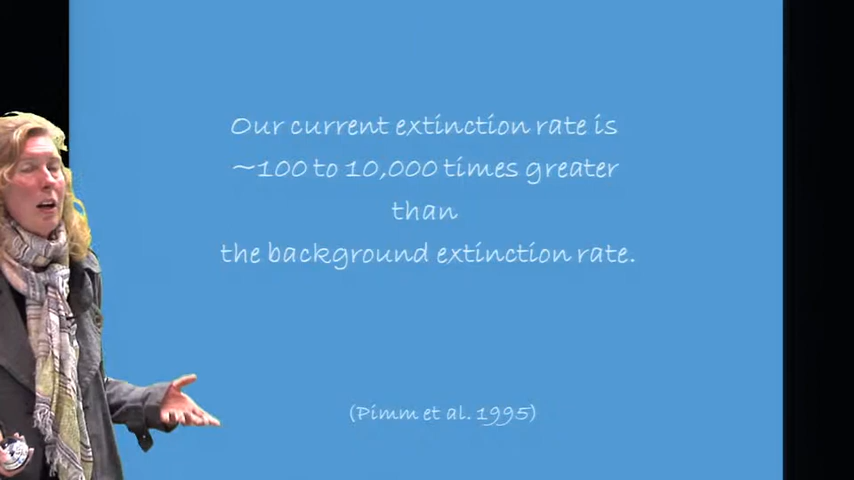 Our current extinction rate is
~100 to 10,000 times greater
than
the background extinction rate.
(Pimm et al. 1995)